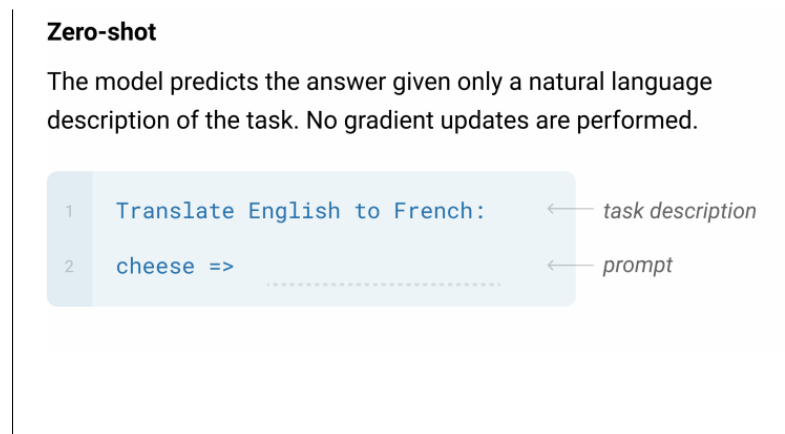 Zero-shot
The model predicts the answer given only a natural language
description of the task. No gradient updates are performed.
1 Translate English to French: task description
2 cheese => prompt